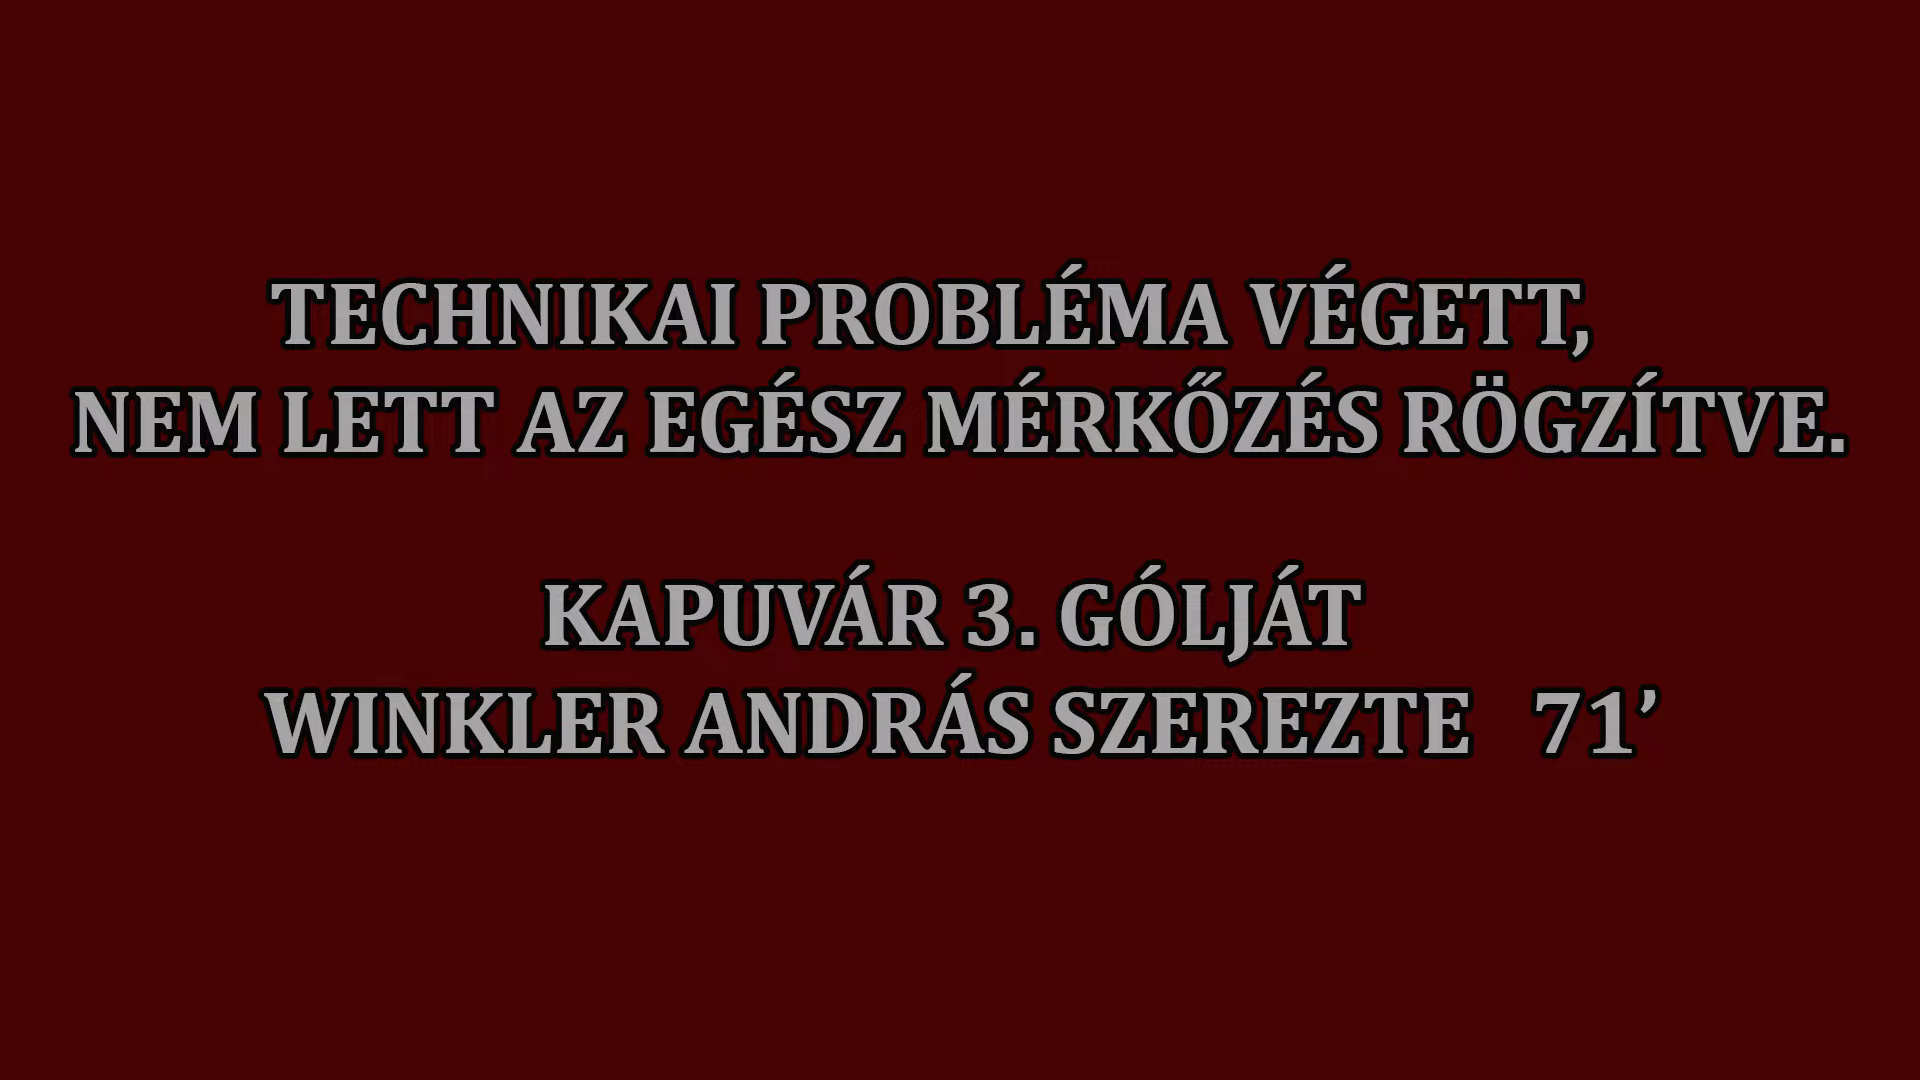 TECHNIKAI PROBLÉMA VÉGETT,
NEM LETT AZ EGÉSZ MÉRKŐZÉS RÖGZÍTVE.
KAPUVÁR 3. GÓLJÁT
WINKLER ANDRÁS SZEREZTE 71’